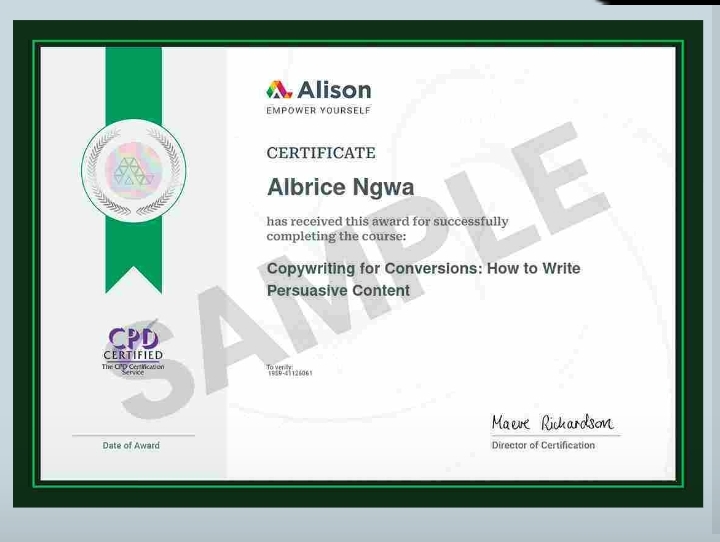 Alison
EMPOWER YOURSELF
CERTIFICATE
Albrice Ngwa
has received this award for successfully
completing the course:
Copywriting for Conversions: How to Write
Persuasive Content
SAMPLE
CPD
CERTIFIED
The CPD Certification
Service
To verify:
1959-41126061
Date of Award
Maeve Richardson
Director of Certification